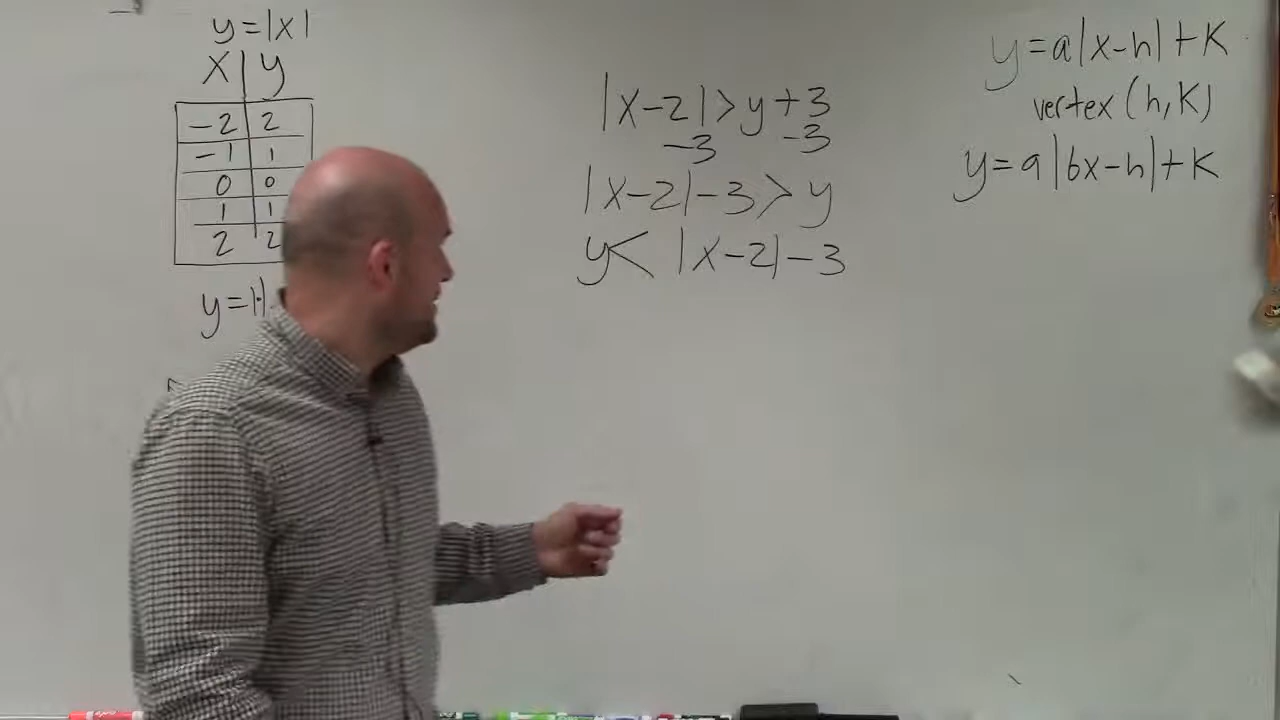 y=|x|
x | y
-2 | 2
-1 | 1
0 | 0
1 | 1
2 | 2
|x-2|>y+3
-3 -3
|x-2|-3>y
y< |x-2|-3
y=a|x-h|+k
vertex (h,k)
y=a|bx-h|+k